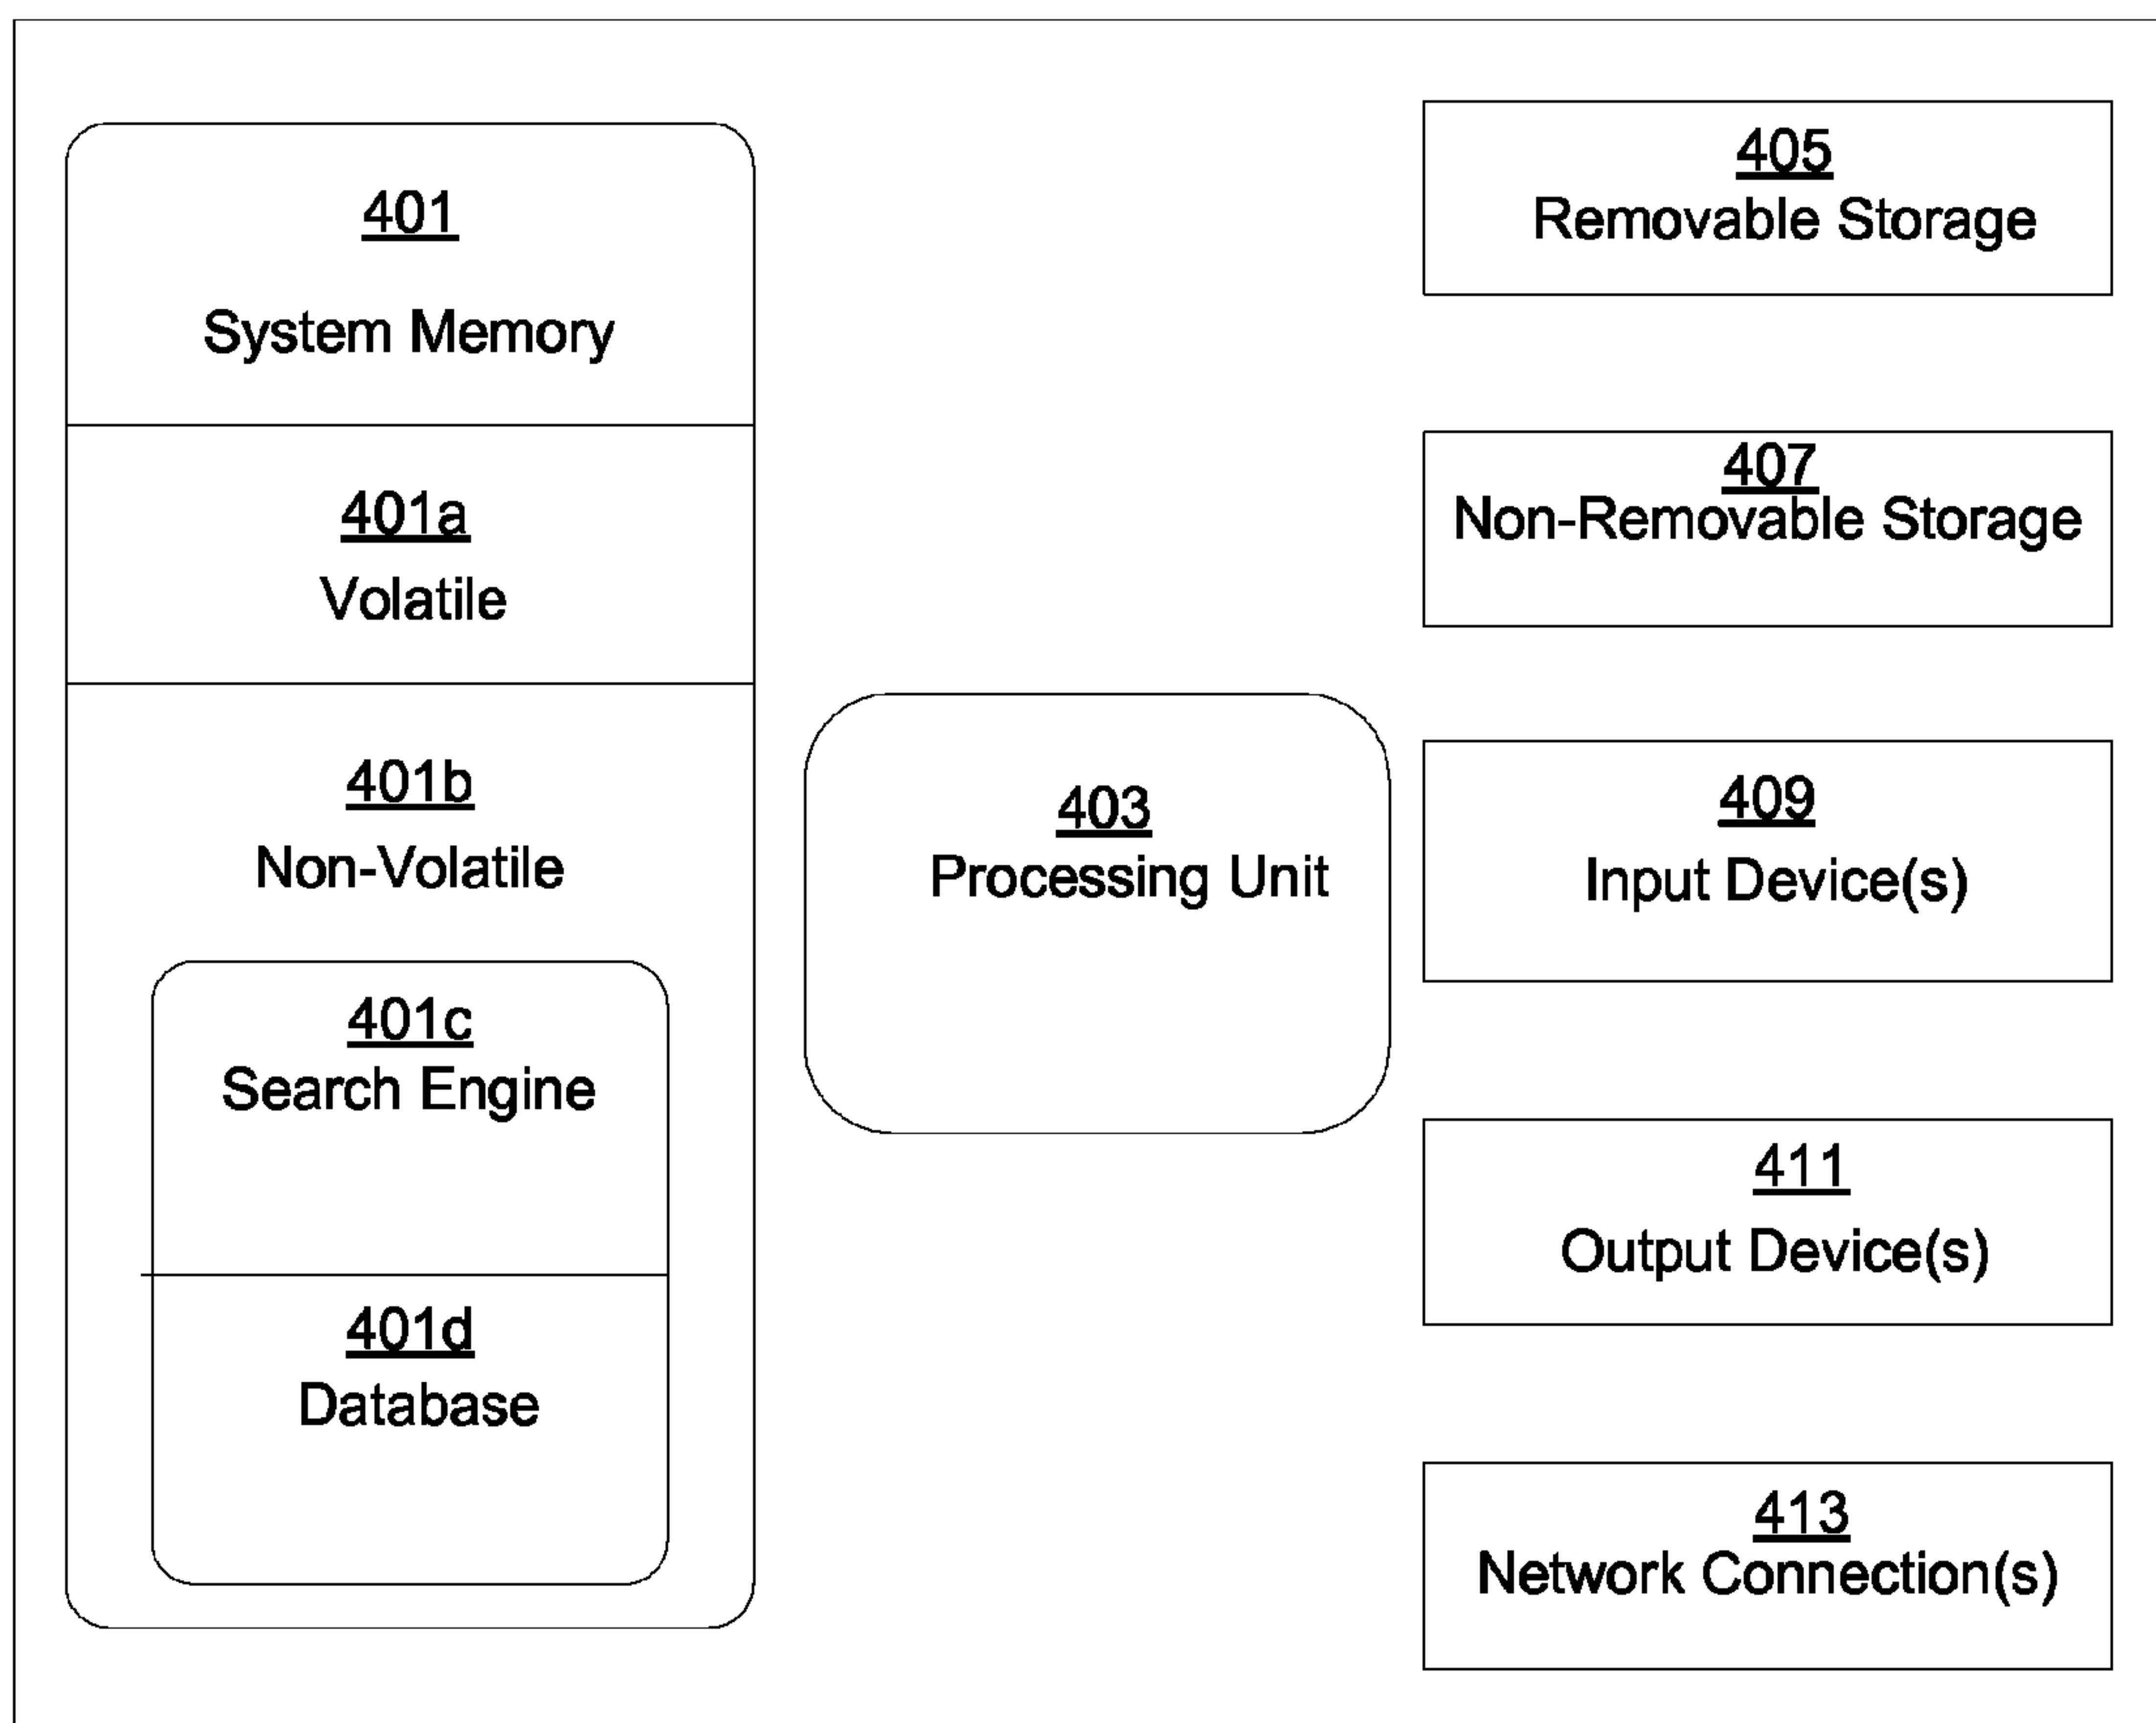 401
System Memory
401a
Volatile
401b
Non-Volatile
401c
Search Engine
401d
Database
403
Processing Unit
405
Removable Storage
407
Non-Removable Storage
409
Input Device(s)
411
Output Device(s)
413
Network Connection(s)